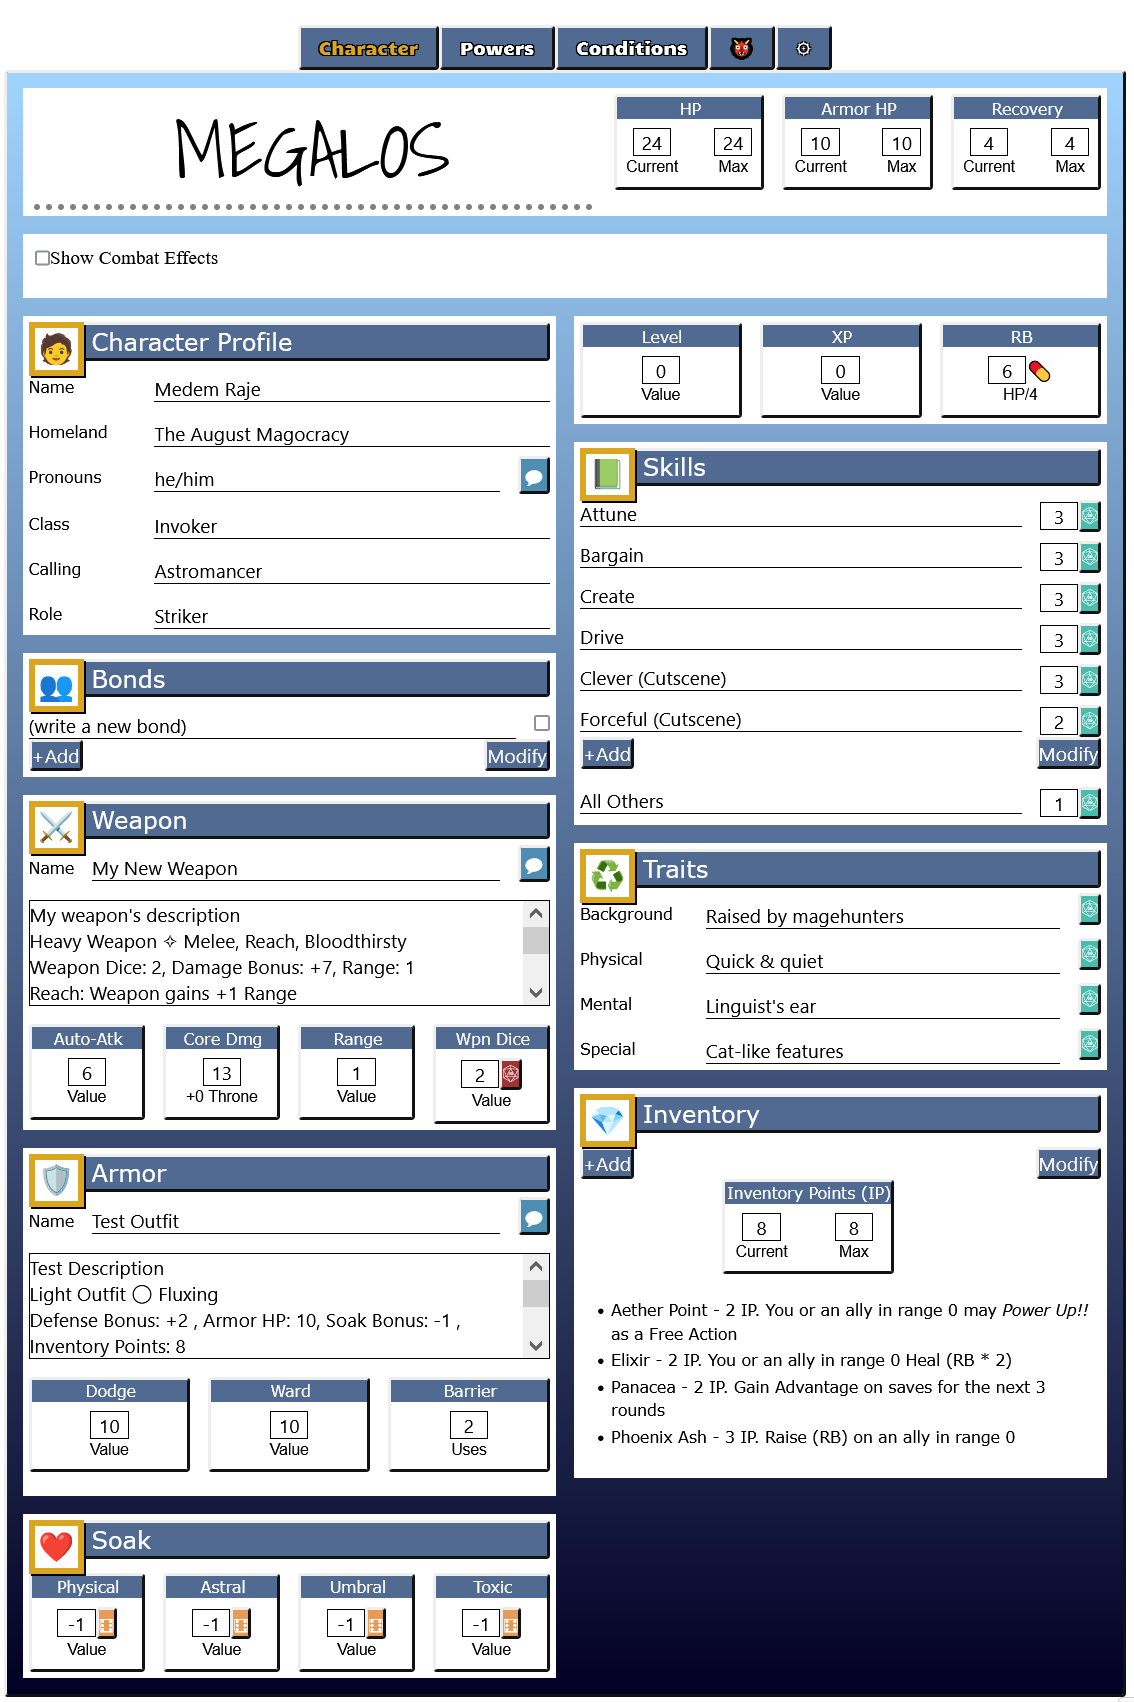 Character Powers Conditions
MEGALOS
HP Armor HP Recovery
24 24 10 10 4 4
Current Max Current Max Current Max
Show Combat Effects
Character Profile
Name Medem Raje
Homeland The August Magocracy
Pronouns he/him
Class Invoker
Calling Astromancer
Role Striker
Bonds
(write a new bond)
+Add Modify
Weapon
Name My New Weapon
My weapon's description
Heavy Weapon ✧ Melee, Reach, Bloodthirsty
Weapon Dice: 2, Damage Bonus: +7, Range: 1
Reach: Weapon gains +1 Range
Auto-Atk Core Dmg Range Wpn Dice
6 13 1 2
Value +0 Throne Value Value
Armor
Name Test Outfit
Test Description
Light Outfit ◯ Fluxing
Defense Bonus: +2 , Armor HP: 10, Soak Bonus: -1 ,
Inventory Points: 8
Dodge Ward Barrier
10 10 2
Value Value Uses
Soak
Physical Astral Umbral Toxic
-1 -1 -1 -1
Value Value Value Value
Level XP RB
0 0 6
Value Value HP/4
Skills
Attune 3
Bargain 3
Create 3
Drive 3
Clever (Cutscene) 3
Forceful (Cutscene) 2
+Add Modify
All Others 1
Traits
Background Raised by magehunters
Physical Quick & quiet
Mental Linguist's ear
Special Cat-like features
Inventory
+Add Modify
Inventory Points (IP)
8 8
Current Max
• Aether Point - 2 IP. You or an ally in range 0 may Power Up!!
as a Free Action
• Elixir - 2 IP. You or an ally in range 0 Heal (RB * 2)
• Panacea - 2 IP. Gain Advantage on saves for the next 3
rounds
• Phoenix Ash - 3 IP. Raise (RB) on an ally in range 0